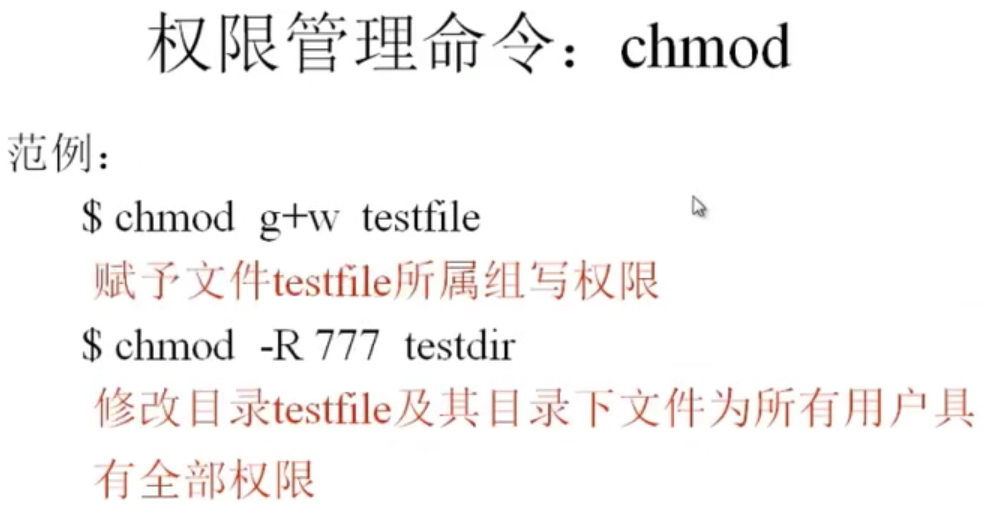 权限管理命令：chmod
范例：
$ chmod g+w testfile
赋予文件testfile所属组写权限
$ chmod -R 777 testdir
修改目录testfile及其目录下文件为所有用户具
有全部权限